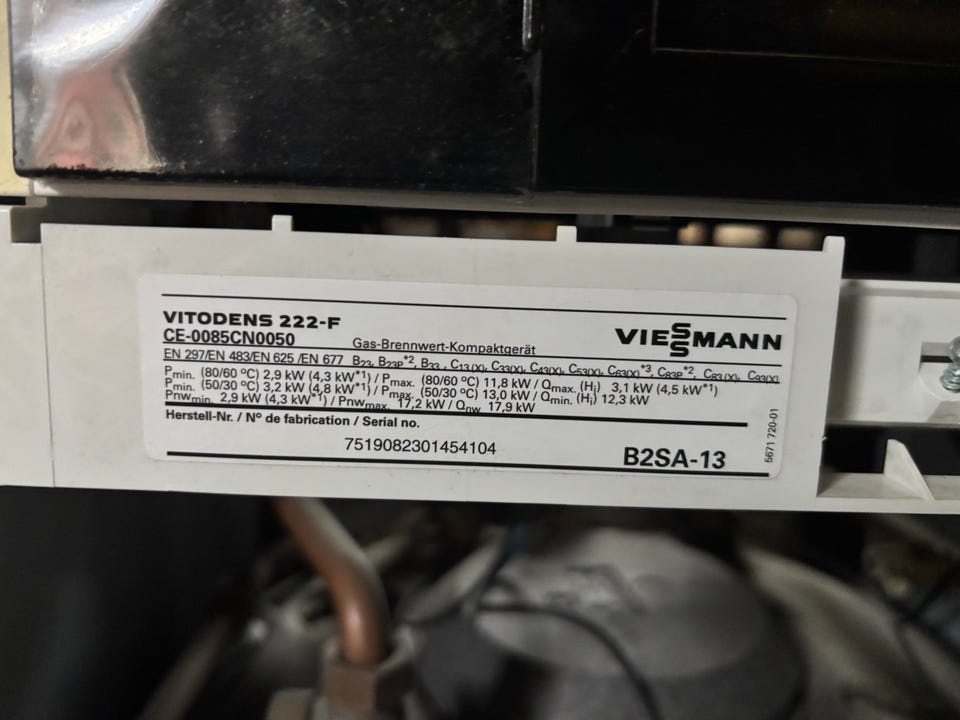 VITODENS 222-F
VIESSMANN
CE-0085CN0050 Gas-Brennwert-Kompaktgerät
EN 297/EN 483/EN 625 /EN 677 B23, B23P*2, B33, C13(X), C33(X), C43(X), C53(X), C63(X)*3, C83P*2, C83(X), C93(X)
Pmin. (80/60 ºC) 2,9 kW (4,3 kW*1) / Pmax. (80/60 ºC) 11,8 kW / Qmax. (Hi) 3,1 kW (4,5 kW*1)
Pmin. (50/30 ºC) 3,2 kW (4,8 kW*1) / Pmax. (50/30 ºC) 13,0 kW / Qmin. (Hi) 12,3 kW
Pnwmin. 2,9 kW (4,3 kW*1) / Pnwmax. 17,2 kW / Qnw 17,9 kW
Herstell-Nr. / Nº de fabrication / Serial no.
7519082301454104
B2SA-13
5671 720-01